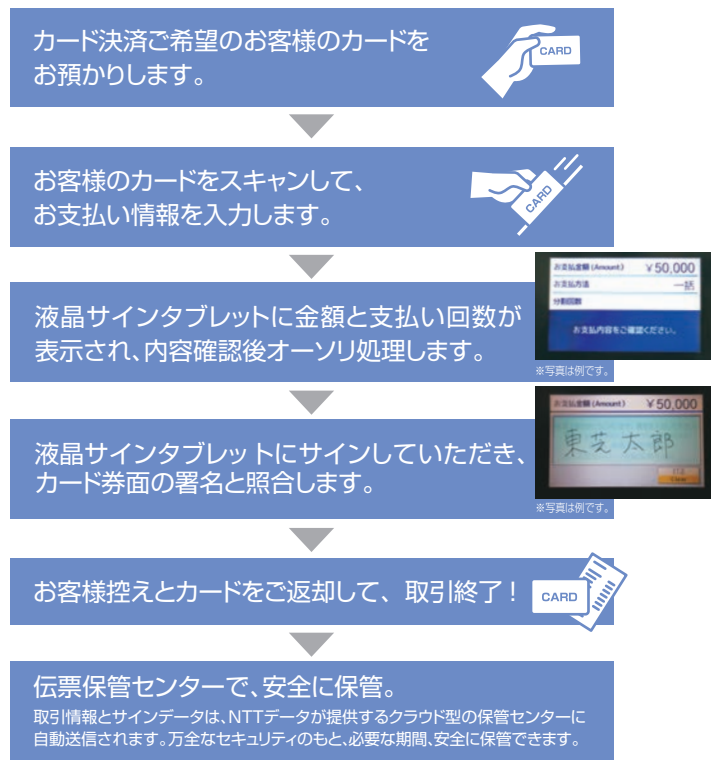 カード決済ご希望のお客様のカードを
お預かりします。
CARD
お客様のカードをスキャンして、
お支払い情報を入力します。
CARD
液晶サインタブレットに金額と支払い回数が
表示され、内容確認後オーソリ処理します。
お支払金額(Amount) ￥50,000
お支払方法 一括
分割回数
お支払内容をご確認ください。
※写真は例です。
液晶サインタブレットにサインしていただき、
カード券面の署名と照合します。
お支払金額(Amount) ￥50,000
東芝太郎
訂正
Clear
※写真は例です。
お客様控えとカードをご返却して、取引終了！
CARD
伝票保管センターで、安全に保管。
取引情報とサインデータは、NTTデータが提供するクラウド型の保管センターに
自動送信されます。万全なセキュリティのもと、必要な期間、安全に保管できます。